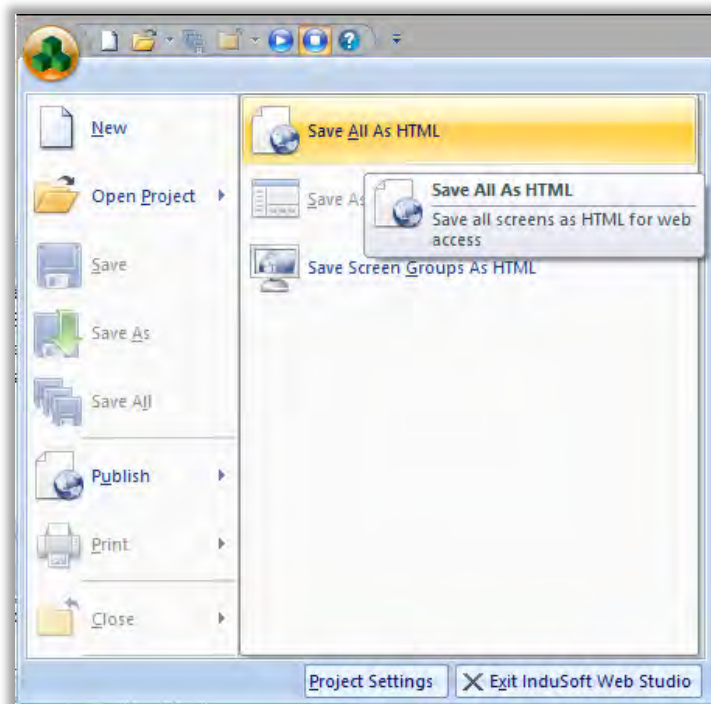 New
Open Project
Save
Save As
Save All
Publish
Print
Close
Save All As HTML
Save As
Save All As HTML
Save all screens as HTML for web
access
Save Screen Groups As HTML
Project Settings
Exit InduSoft Web Studio